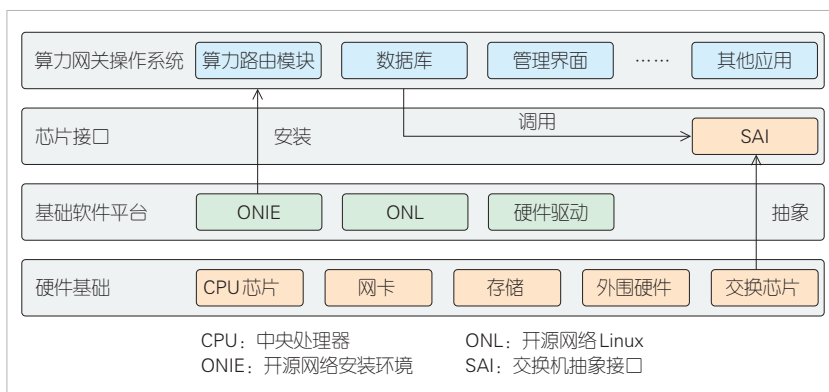 算力网关操作系统 算力路由模块 数据库 管理界面 …… 其他应用
安装 调用
芯片接口 SAI
基础软件平台 ONIE ONL 硬件驱动 抽象
硬件基础 CPU芯片 网卡 存储 外围硬件 交换芯片
CPU：中央处理器 ONL：开源网络Linux
ONIE：开源网络安装环境 SAI：交换机抽象接口